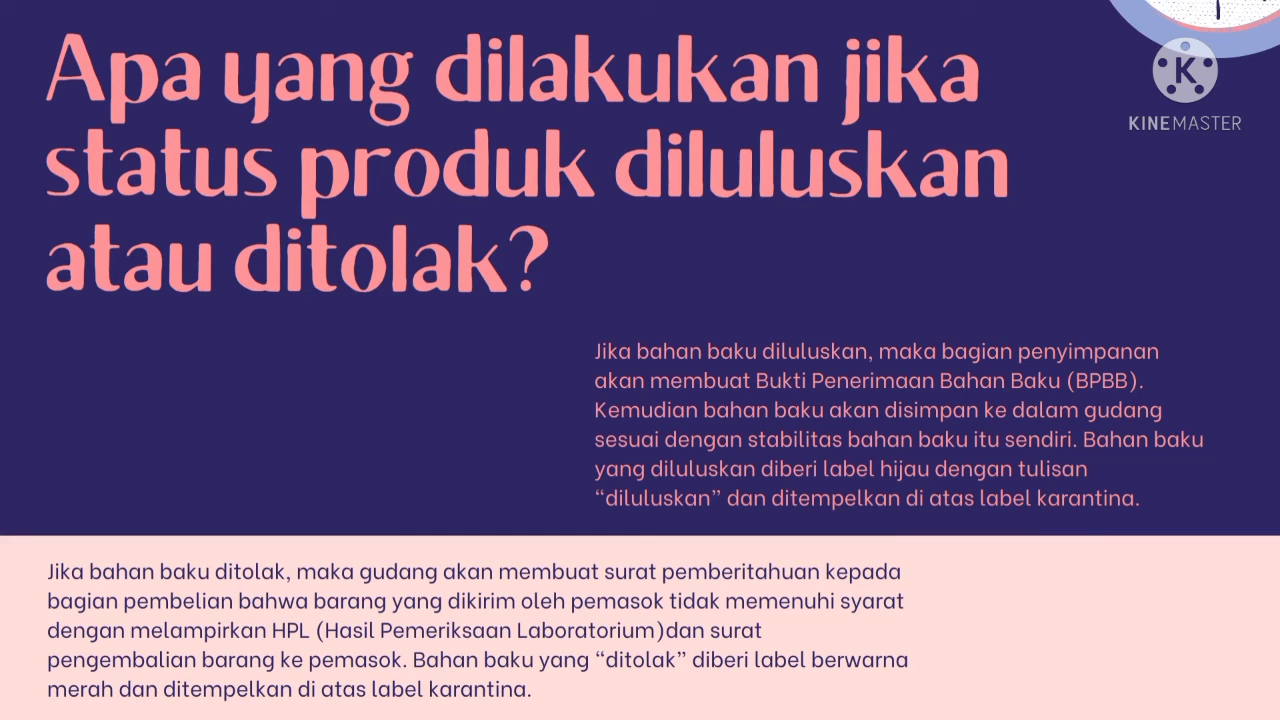 Apa yang dilakukan jika
status produk diluluskan
atau ditolak?
K
KINEMASTER
Jika bahan baku diluluskan, maka bagian penyimpanan
akan membuat Bukti Penerimaan Bahan Baku (BPBB).
Kemudian bahan baku akan disimpan ke dalam gudang
sesuai dengan stabilitas bahan baku itu sendiri. Bahan baku
yang diluluskan diberi label hijau dengan tulisan
“diluluskan” dan ditempelkan di atas label karantina.
Jika bahan baku ditolak, maka gudang akan membuat surat pemberitahuan kepada
bagian pembelian bahwa barang yang dikirim oleh pemasok tidak memenuhi syarat
dengan melampirkan HPL (Hasil Pemeriksaan Laboratorium)dan surat
pengembalian barang ke pemasok. Bahan baku yang “ditolak” diberi label berwarna
merah dan ditempelkan di atas label karantina.